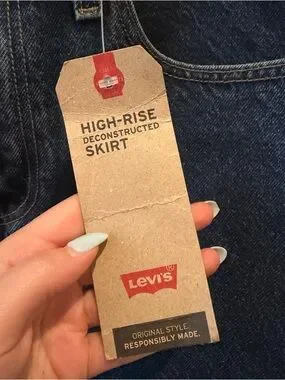 HIGH-RISE
DECONSTRUCTED
SKIRT
LEVI'S®
ORIGINAL STYLE.
RESPONSIBLY MADE.